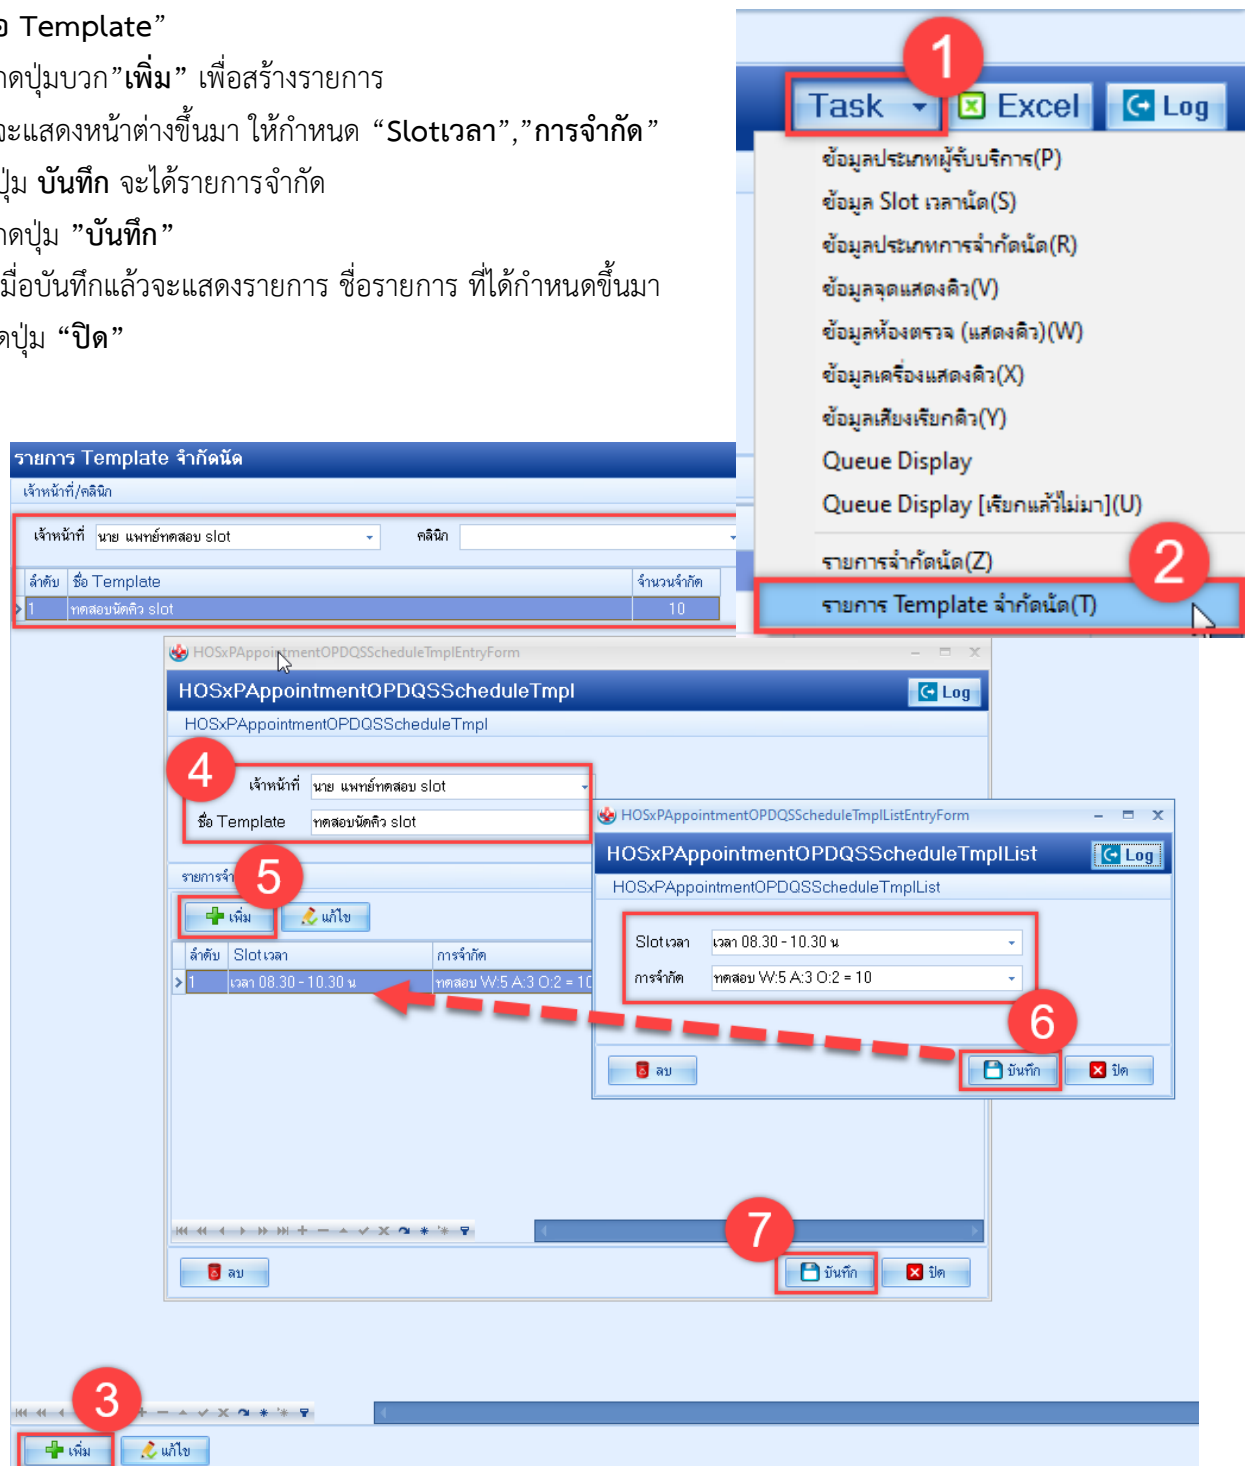 Template”
ดปุ่มบวก”เพิ่ม” เพื่อสร้างรายการ
จะแสดงหน้าต่างขึ้นมา ให้กำหนด “Slotเวลา”,”การจำกัด”
ปุ่ม บันทึก จะได้รายการจำกัด
ดปุ่ม ”บันทึก”
มื่อบันทึกแล้วจะแสดงรายการ ชื่อรายการ ที่ได้กำหนดขึ้นมา
ดปุ่ม “ปิด”
1
Task Excel Log
ข้อมูลประเภทผู้รับบริการ(P)
ข้อมูล Slot เวลานัด(S)
ข้อมูลประเภทการจำกัดนัด(R)
ข้อมูลจุดแสดงคิว(V)
ข้อมูลห้องตรวจ (แสดงคิว)(W)
ข้อมูลเครื่องแสดงคิว(X)
ข้อมูลเสียงเรียกคิว(Y)
Queue Display
Queue Display [เรียกแล้วไม่มา](U)
รายการจำกัดนัด(Z)
2
รายการ Template จำกัดนัด(T)
รายการ Template จำกัดนัด
เจ้าหน้าที่/คลินิก
เจ้าหน้าที่ นาย แพทย์ทดสอบ slot คลินิก
ลำดับ ชื่อ Template จำนวนจำกัด
1 ทดสอบนัดคิว slot 10
HOSxPAppointmentOPDQSScheduleTmplEntryForm
HOSxPAppointmentOPDQSScheduleTmpl Log
HOSxPAppointmentOPDQSScheduleTmpl
4
เจ้าหน้าที่ นาย แพทย์ทดสอบ slot
ชื่อ Template ทดสอบนัดคิว slot
รายการจำ
5
เพิ่ม แก้ไข
ลำดับ Slotเวลา การจำกัด
1 เวลา 08.30 - 10.30 น ทดสอบ W:5 A:3 O:2 = 10
HOSxPAppointmentOPDQSScheduleTmplListEntryForm
HOSxPAppointmentOPDQSScheduleTmplList Log
HOSxPAppointmentOPDQSScheduleTmplList
Slotเวลา เวลา 08.30 - 10.30 น
การจำกัด ทดสอบ W:5 A:3 O:2 = 10
6
ลบ บันทึก ปิด
7
ลบ บันทึก ปิด
3
เพิ่ม แก้ไข